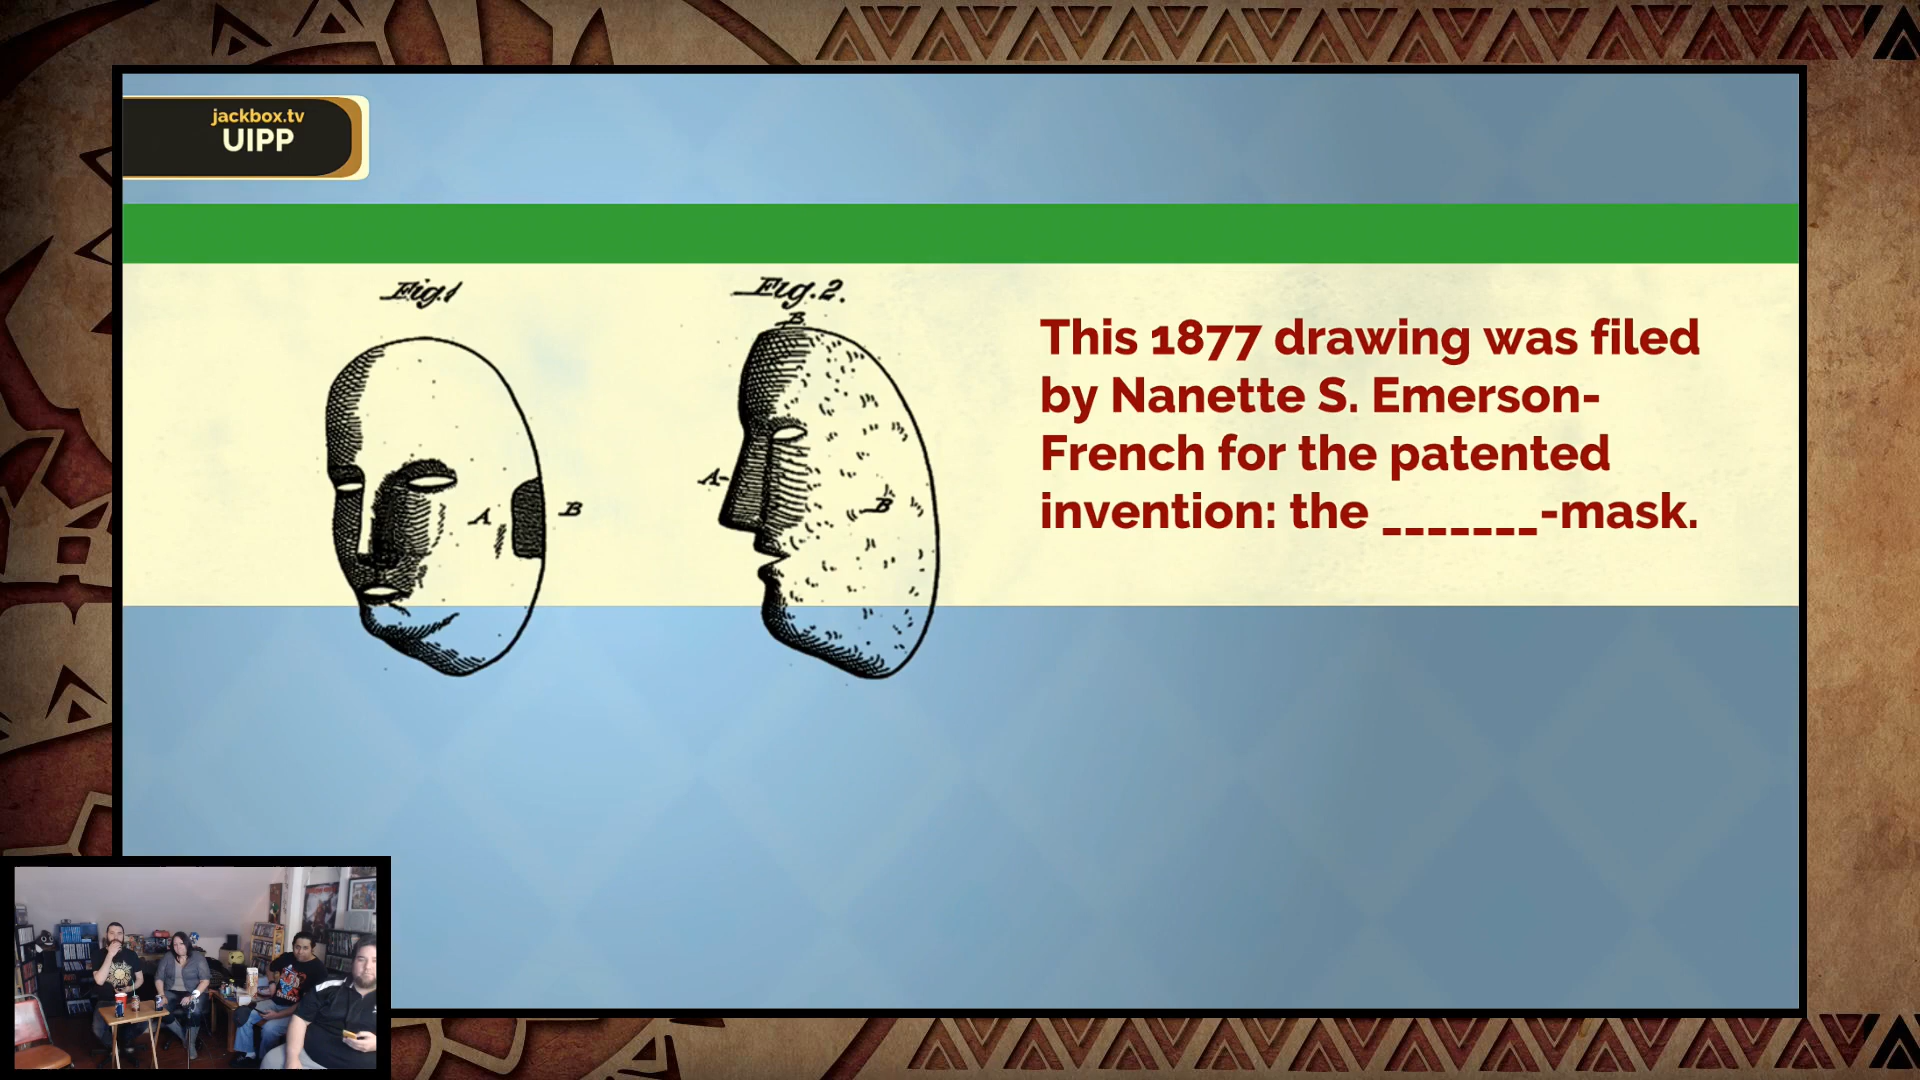 jackbox.tv
UIPP
Fig.1
Fig.2.
B
A
B
A-
B
This 1877 drawing was filed
by Nanette S. Emerson-
French for the patented
invention: the _______-mask.